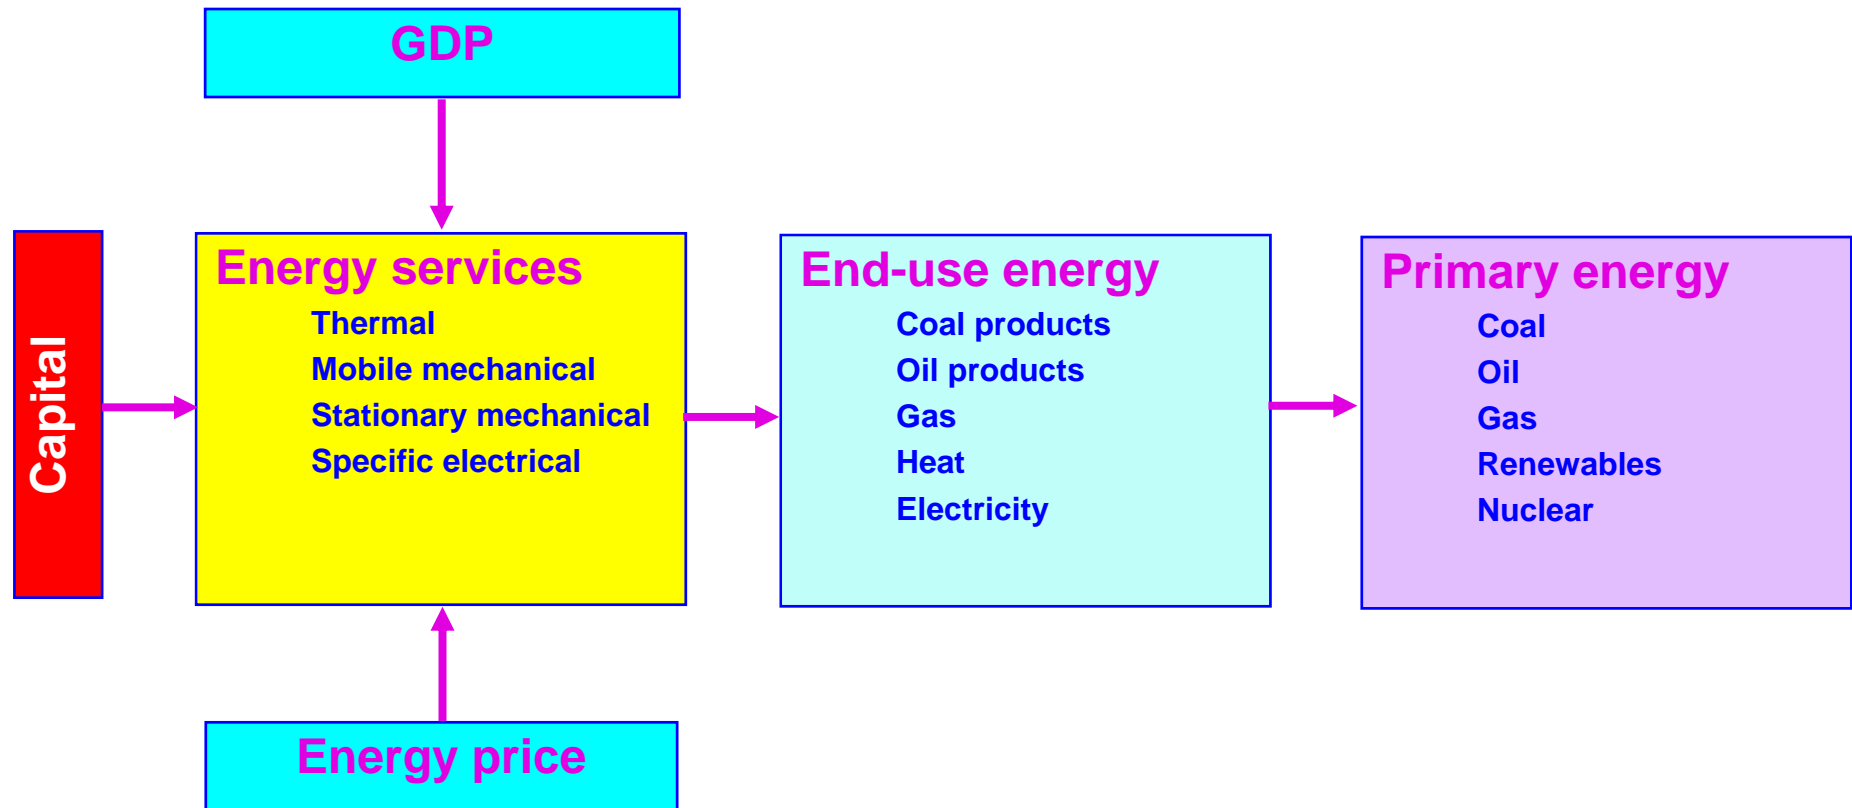 GDP
Capital
Energy services
Thermal
Mobile mechanical
Stationary mechanical
Specific electrical
End-use energy
Coal products
Oil products
Gas
Heat
Electricity
Primary energy
Coal
Oil
Gas
Renewables
Nuclear
Energy price